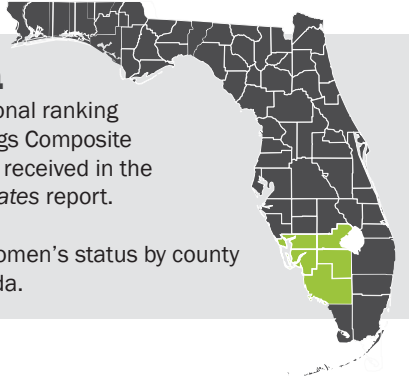 onal ranking
gs Composite
received in the
ates report.
omen's status by county
da.